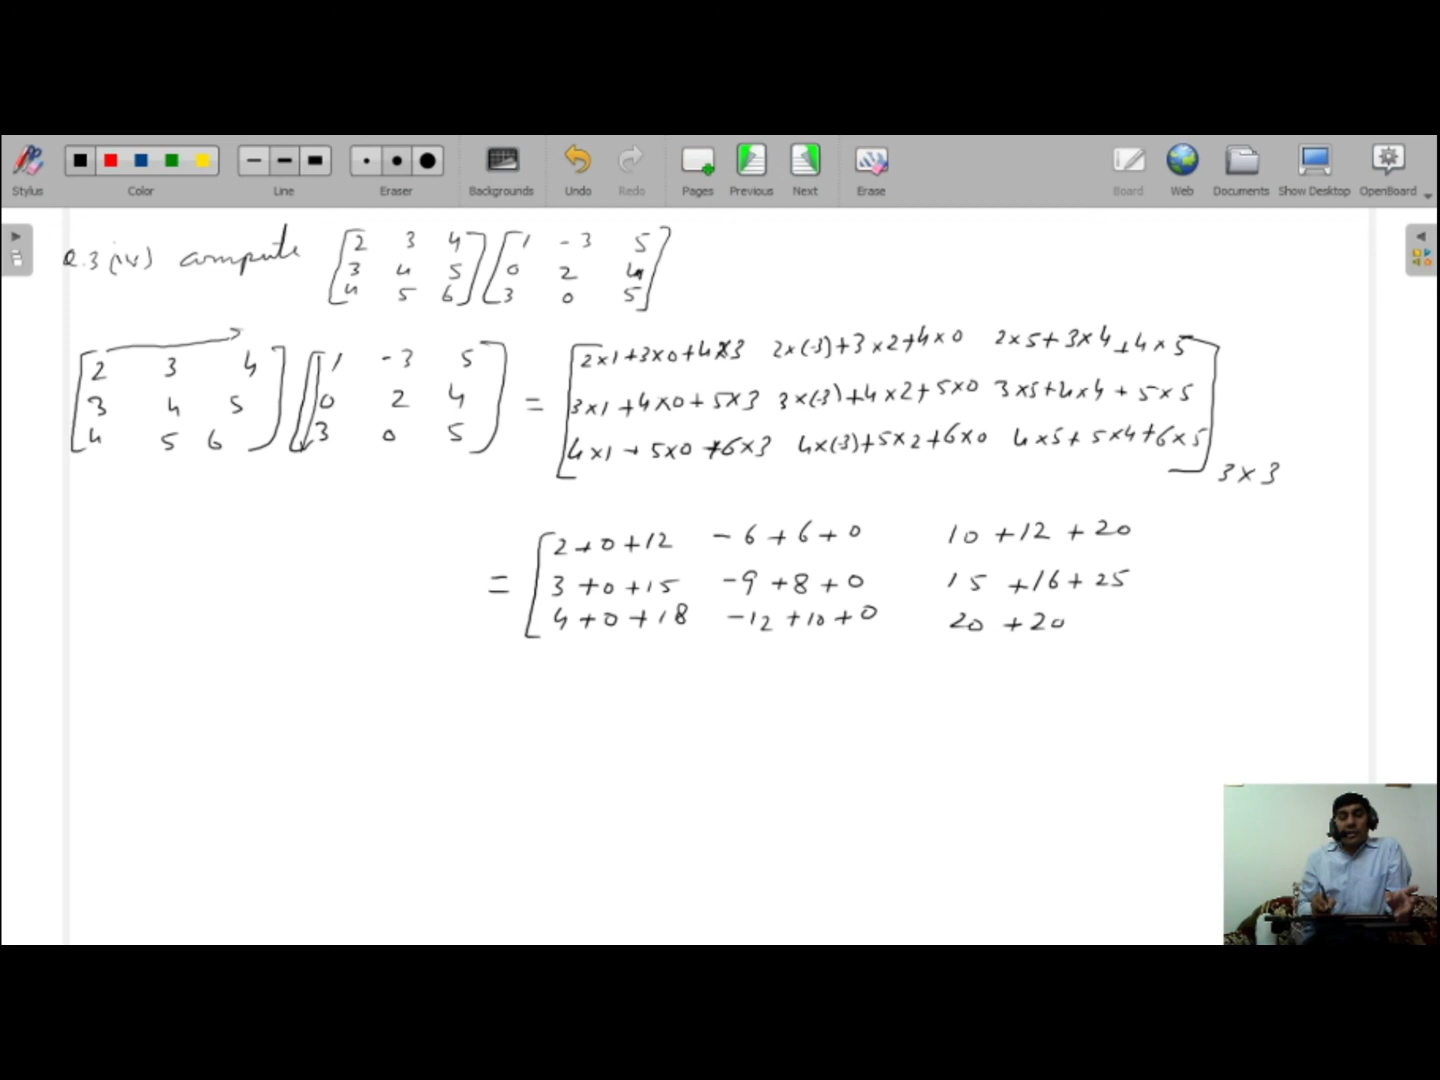 Stylus Color Line Eraser Backgrounds Undo Redo Pages Previous Next Erase Board Web Documents Show Desktop OpenBoard
Q.3 (iv) compute [2 3 4] [1 -3 5]
[3 4 5] [0 2 4]
[4 5 6] [3 0 5]
[2 3 4] [1 -3 5] [2×1+3×0+4×3 2×(-3)+3×2+4×0 2×5+3×4+4×5]
[3 4 5] [0 2 4] = [3×1+4×0+5×3 3×(-3)+4×2+5×0 3×5+4×4+5×5]
[4 5 6] [3 0 5] [4×1+5×0+6×3 4×(-3)+5×2+6×0 4×5+5×4+6×5] 3×3
[2+0+12 -6+6+0 10+12+20
= [3+0+15 -9+8+0 15+16+25
[4+0+18 -12+10+0 20+20